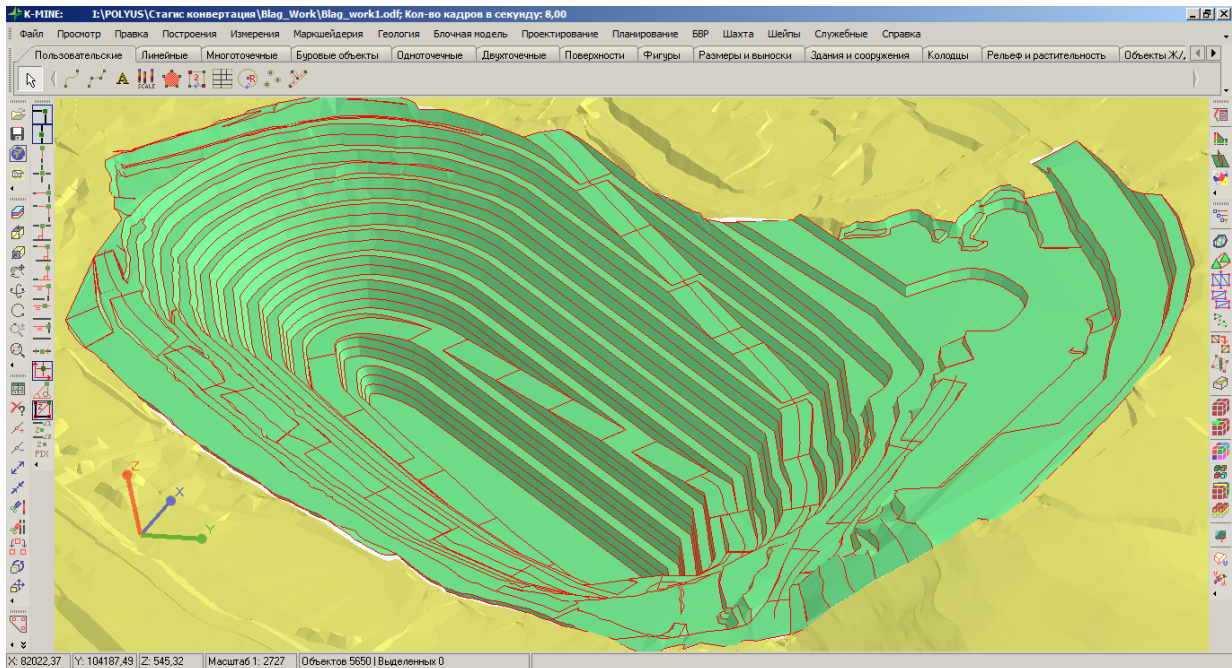 K-MINE: I:\POLYUS\Стагис конвертация\Blag_Work\Blag_work1.odf; Кол-во кадров в секунду: 8,00
Файл Просмотр Правка Построения Измерения Маркшейдерия Геология Блочная модель Проектирование Планирование БВР Шахта Шейпы Служебные Справка
Пользовательские Линейные Многоточечные Буровые объекты Одноточечные Двухточечные Поверхности Фигуры Размеры и выноски Здания и сооружения Колодцы Рельеф и растительность Объекты Ж/
A SCALE
Z
X
Y
FIX
X: 82022,37 Y: 104187,49 Z: 545,32 Масштаб 1: 2727 Объектов 5650 | Выделенных 0